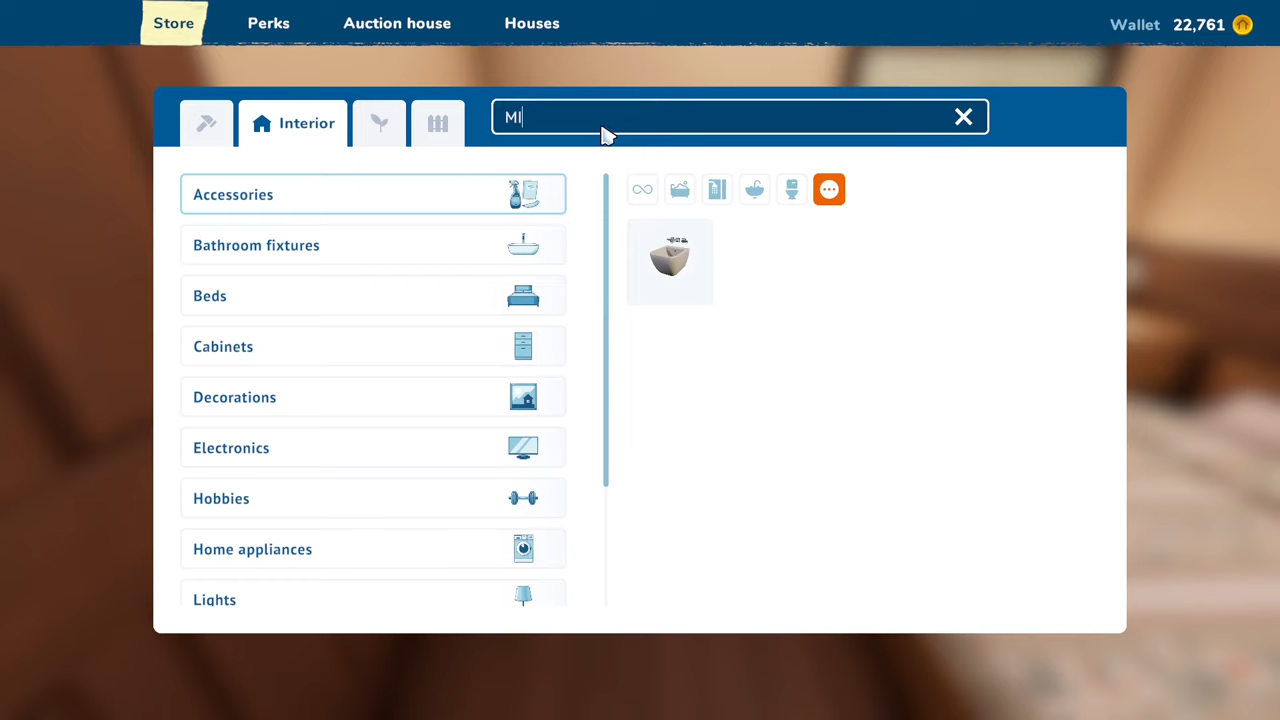 Store Perks Auction house Houses Wallet 22,761
Interior MI
Accessories
Bathroom fixtures
Beds
Cabinets
Decorations
Electronics
Hobbies
Home appliances
Lights